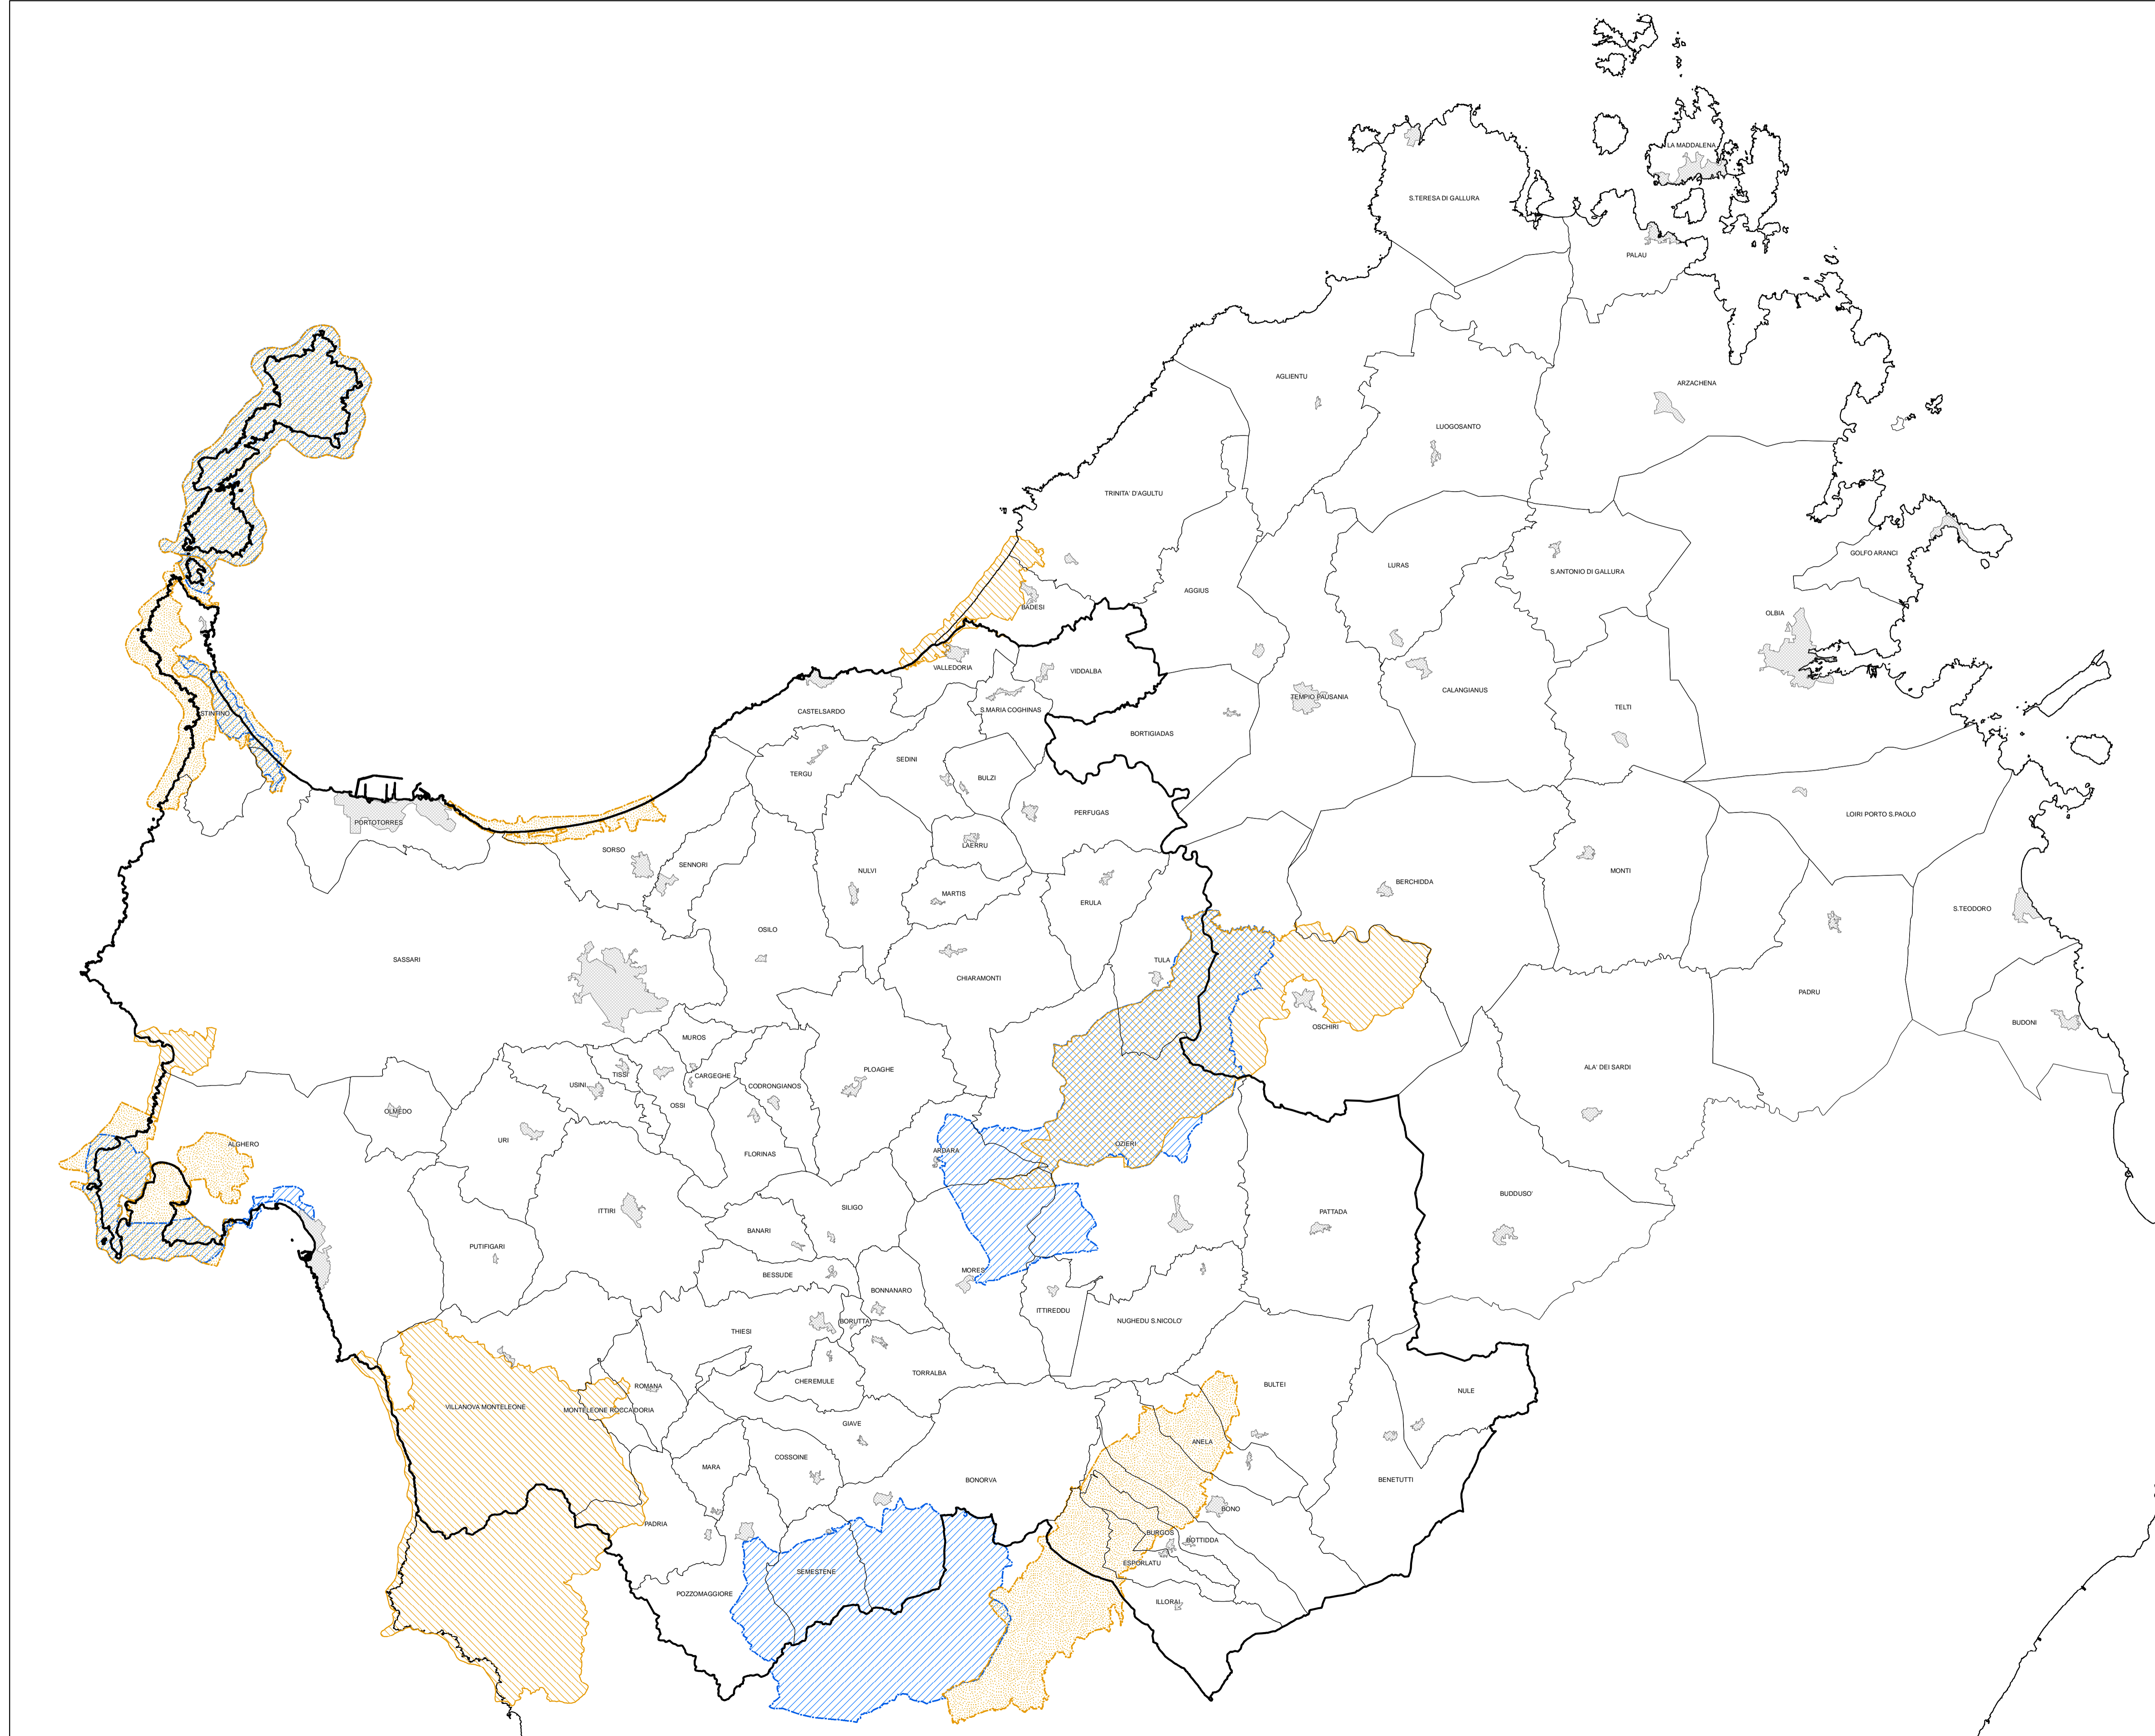 LA MADDALENA
S.TERESA DI GALLURA
PALAU
AGLIENTU
ARZACHENA
LUOGOSANTO
TRINITA' D'AGULTU
GOLFO ARANCI
LURAS
S.ANTONIO DI GALLURA
AGGIUS
BADESI
OLBIA
VALLEDORIA
VIDDALBA
CALANGIANUS
TEMPIO PAUSANIA
TELTI
STINTINO
CASTELSARDO
S.MARIA COGHINAS
BORTIGIADAS
SEDINI
TERGU
BULZI
PERFUGAS
LOIRI PORTO S.PAOLO
PORTOTORRES
LAERRU
SORSO
SENNORI
NULVI
MONTI
BERCHIDDA
MARTIS
ERULA
S.TEODORO
OSILO
SASSARI
TULA
CHIARAMONTI
PADRU
BUDONI
OSCHIRI
MUROS
PLOAGHE
ALA' DEI SARDI
TISSI
CARGEGHE
USINI
CODRONGIANOS
OSSI
OLMEDO
URI
ALGHERO
OZIERI
ARDARA
FLORINAS
BUDDUSO'
SILIGO
ITTIRI
PATTADA
BANARI
PUTIFIGARI
MORES
BESSUDE
BONNANARO
ITTIREDDU
BORUTTA
NUGHEDU S.NICOLO'
THIESI
TORRALBA
CHEREMULE
ROMANA
BULTEI
NULE
VILLANOVA MONTELEONE
MONTELEONE ROCCA DORIA
GIAVE
ANELA
COSSOINE
MARA
BONORVA
BENETUTTI
BONO
PADRIA
BURGOS
BOTTIDDA
ESPORLATU
SEMESTENE
POZZOMAGGIORE
ILLORAI